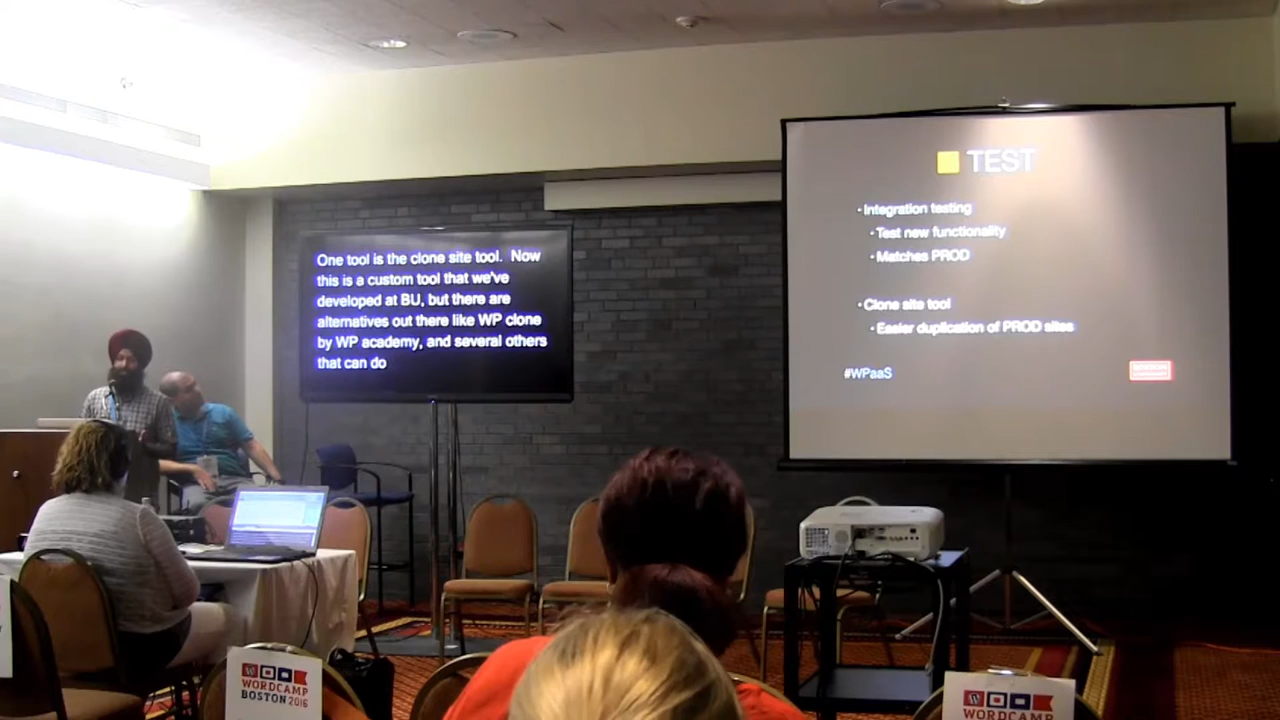 One tool is the clone site tool. Now
this is a custom tool that we've
developed at BU, but there are
alternatives out there like WP clone
by WP academy, and several others
that can do
TEST
· Integration testing
· Test new functionality
· Matches PROD
· Clone site tool
· Easier duplication of PROD sites
#WPaaS
BOSTON
WORDCAMP
BOSTON 2016
WORDCAMP